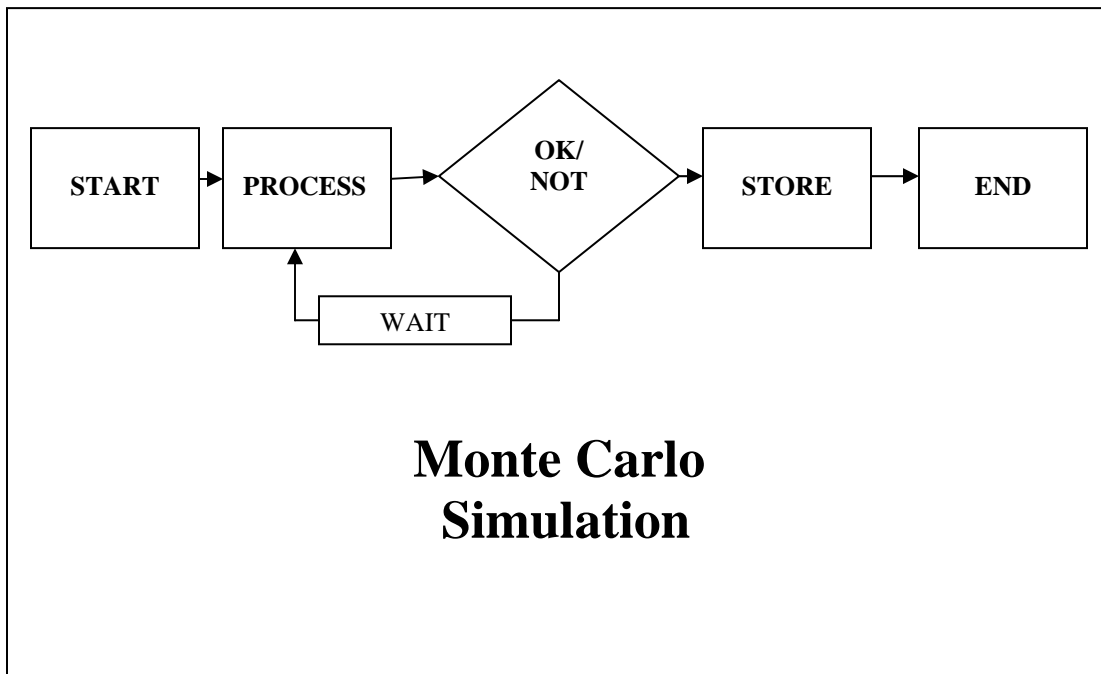 START
PROCESS
OK/
NOT
STORE
END
WAIT
Monte Carlo
Simulation